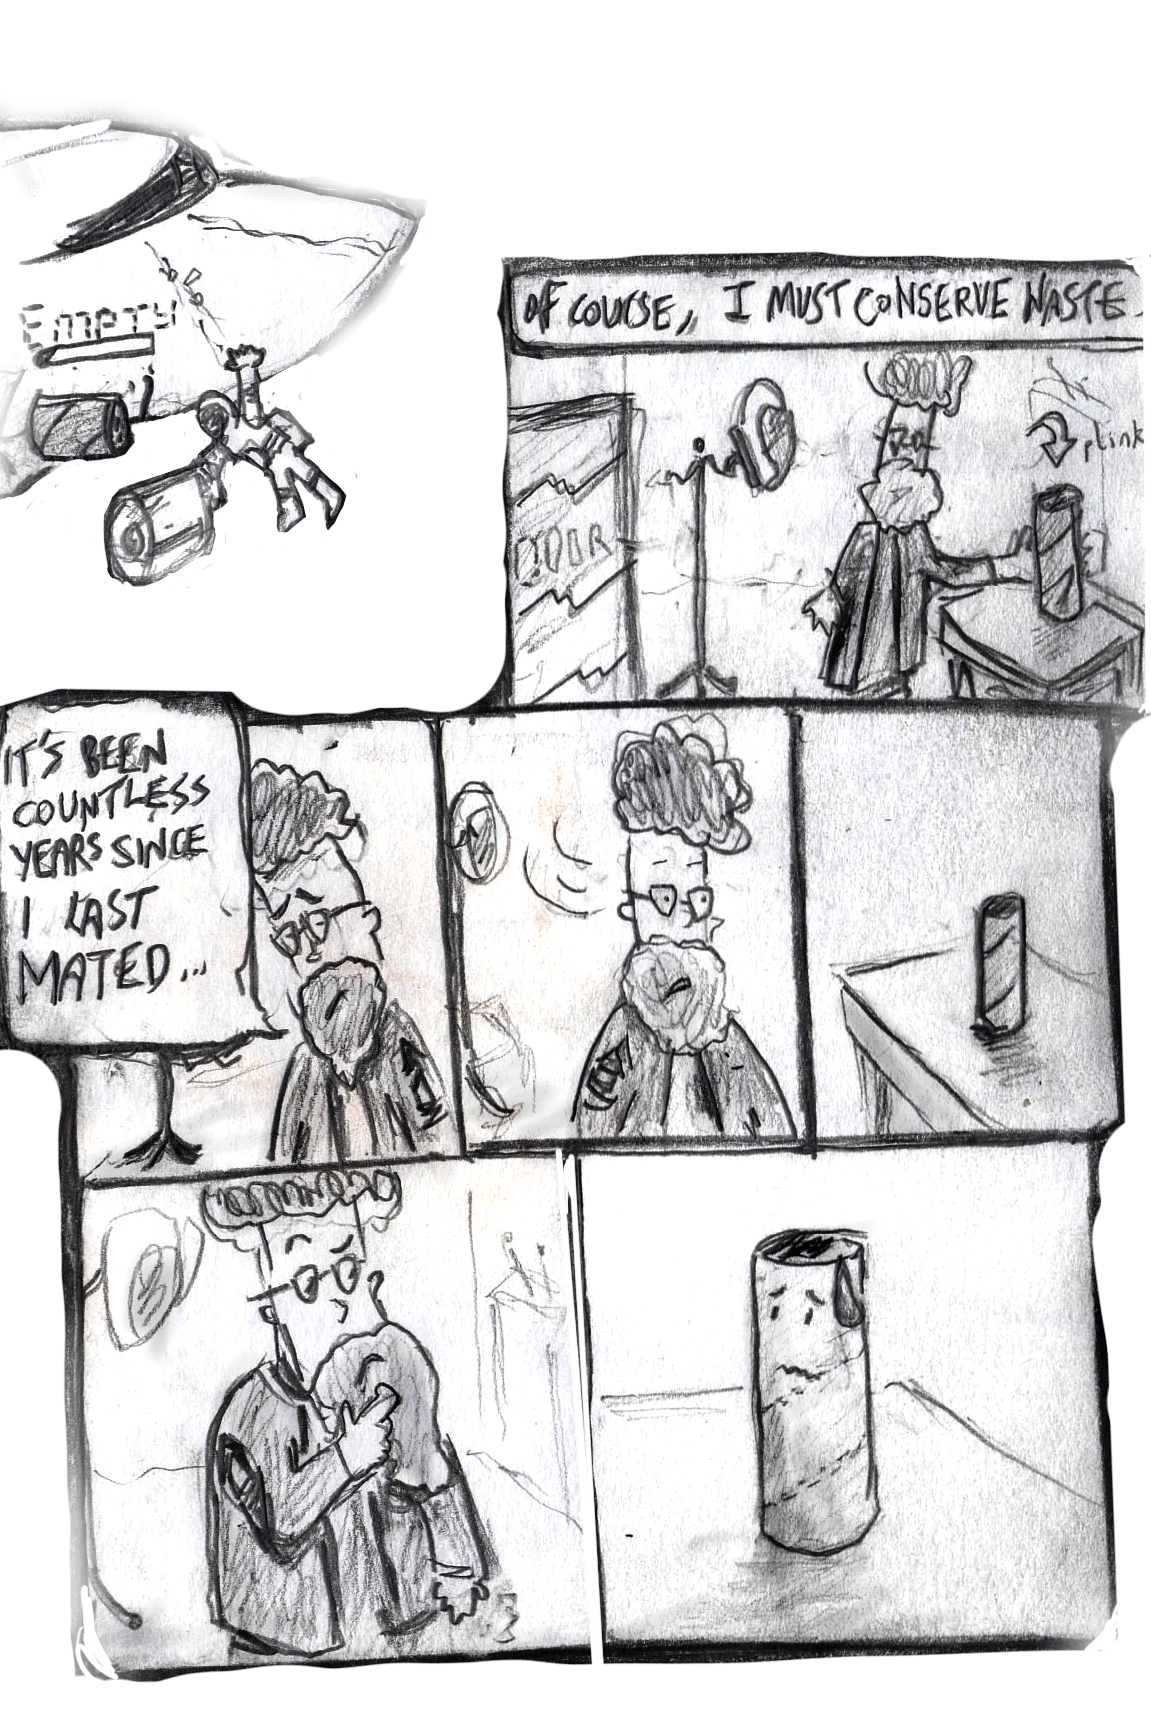 EMPTY
OF COURSE,, I MUST CONSERVE WASTE.
plink
DOOR
IT'S BEEN
COUNTLESS
YEARS SINCE
I LAST
MATED...